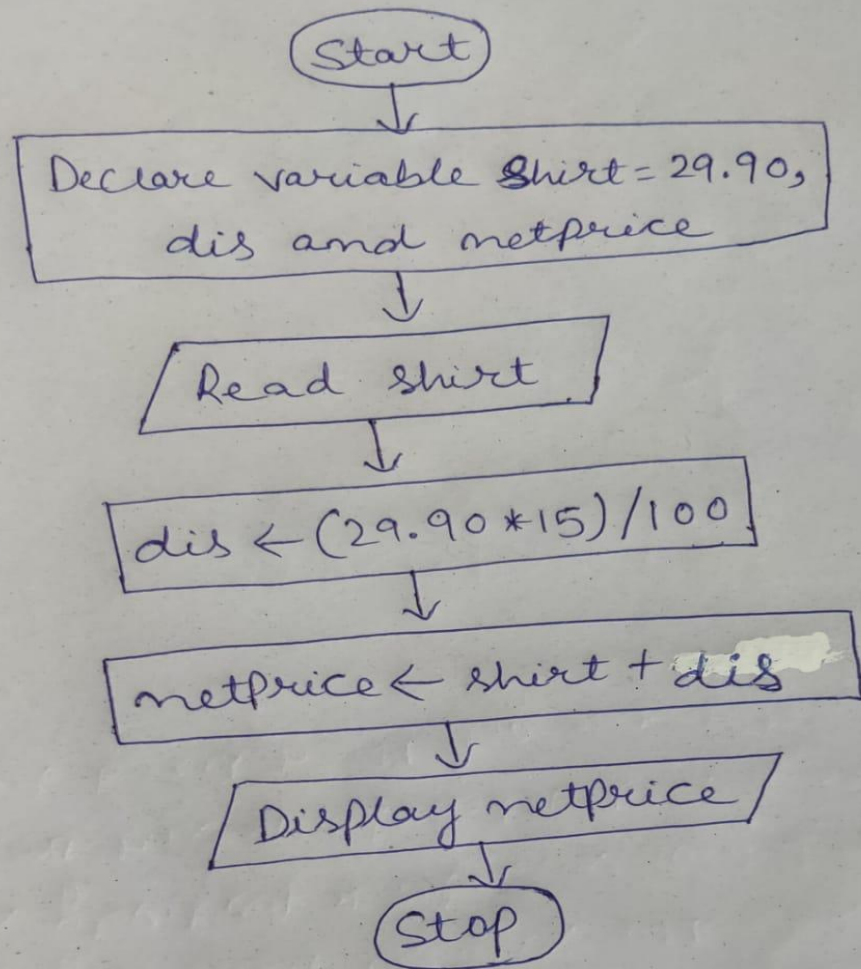 Start
Declare variable shirt = 29.90,
dis and netprice
Read shirt
dis ← (29.90 * 15) / 100
netprice ← shirt + dis
Display netprice
Stop